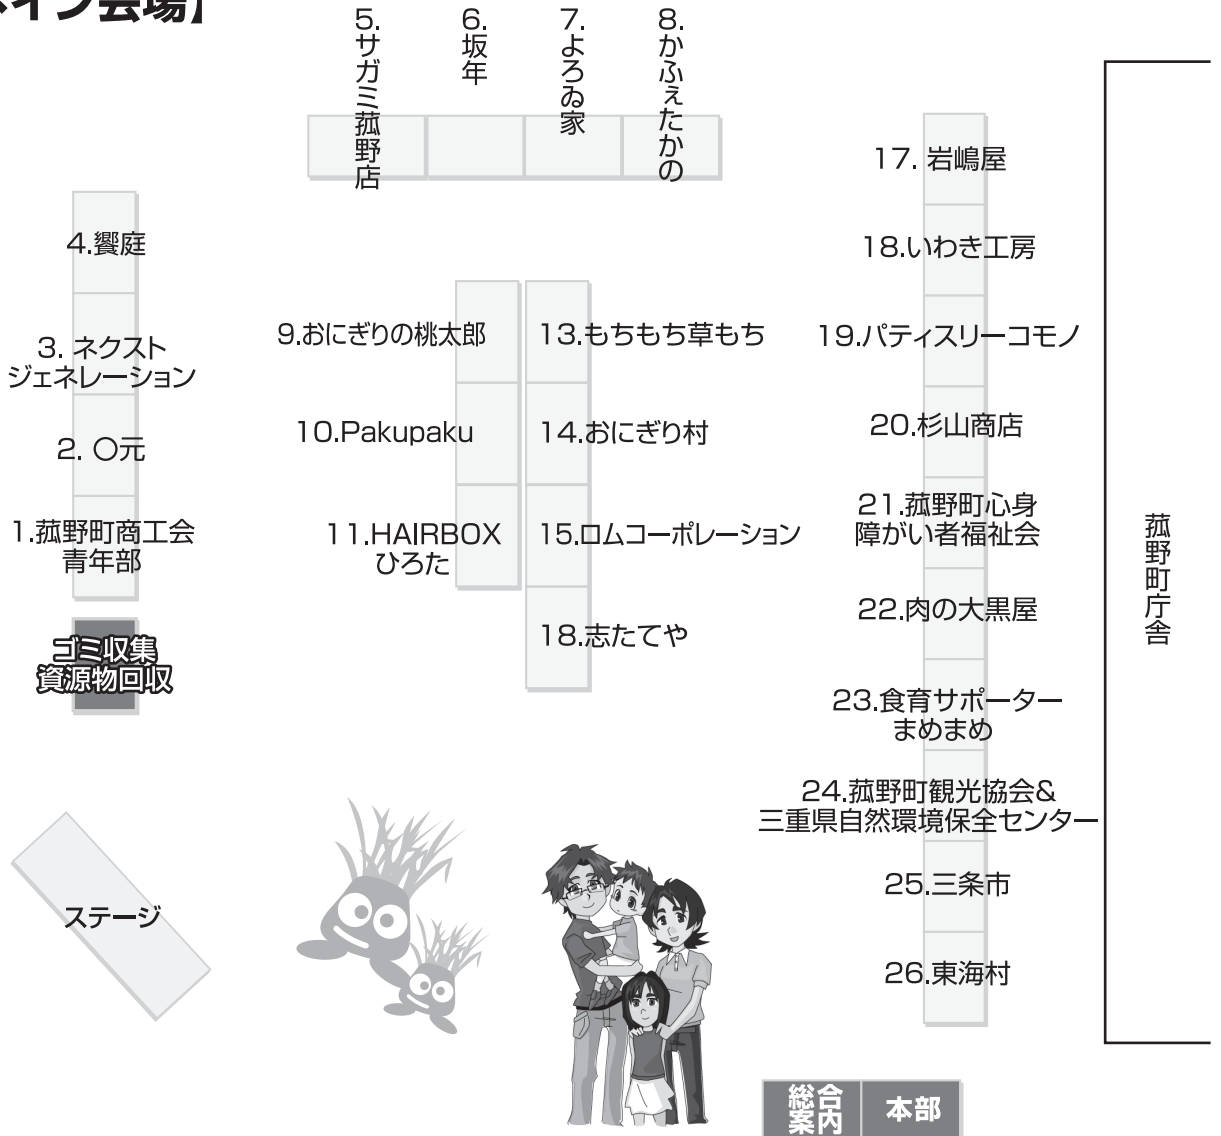 メイン会場】
5.サガミ菰野店
6.坂年
7.よろゐ家
8.かふぇたかの
4.饗庭
3. ネクスト
ジェネレーション
2. 〇元
1.菰野町商工会
青年部
ゴミ収集
資源物回収
9.おにぎりの桃太郎
10.Pakupaku
11.HAIRBOX
ひろた
13.もちもち草もち
14.おにぎり村
15.ロムコーポレーション
18.志たてや
17. 岩嶋屋
18.いわき工房
19.パティスリーコモノ
20.杉山商店
21.菰野町心身
障がい者福祉会
22.肉の大黒屋
23.食育サポーター
まめまめ
24.菰野町観光協会&
三重県自然環境保全センター
25.三条市
26.東海村
菰野町庁舎
ステージ
総合
案内
本部